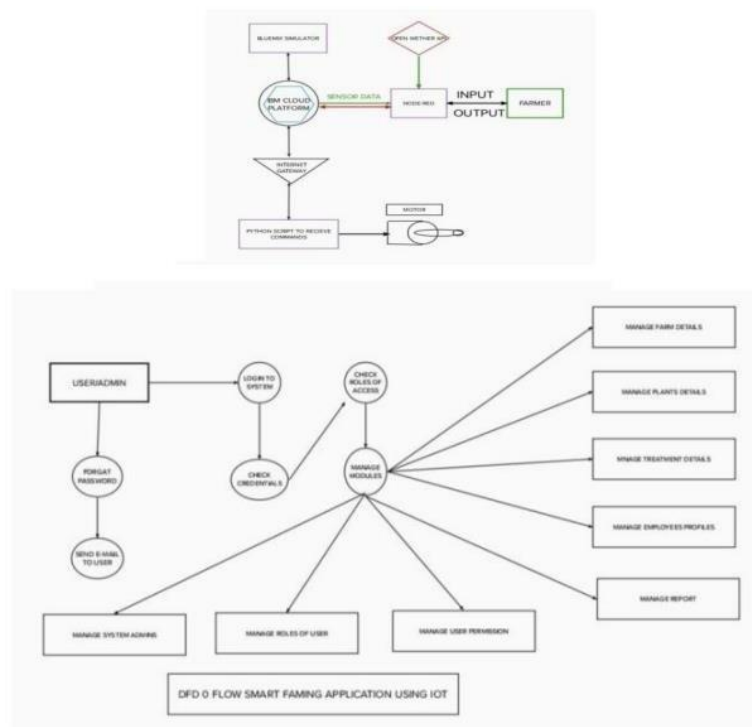 BLUEMIX SIMULATOR
OPEN WETHER API
IBM CLOUD
PLATFORM
SENSOR DATA
NODE-RED
INPUT
OUTPUT
FARMER
INTERNET
GATEWAY
MOTOR
PYTHON SCRIPT TO RECIEVE
COMMANDS
MANAGE FARM DETAILS
USER/ADMIN
LOGIN TO
SYSTEM
CHECK
ROLES OF
ACCESS
MANAGE PLANTS DETAILS
FORGAT
PASSWORD
CHECK
CREDENTIALS
MANAGE
MODULES
MNAGE TREATMENT DETAILS
MANAGE EMPLOYEES PROFILES
SEND E-MAIL
TO USER
MANAGE REPORT
MANAGE SYSTEM ADMINS
MANAGE ROLES OF USER
MANAGE USER PERMISSION
DFD 0 FLOW SMART FAMING APPLICATION USING IOT